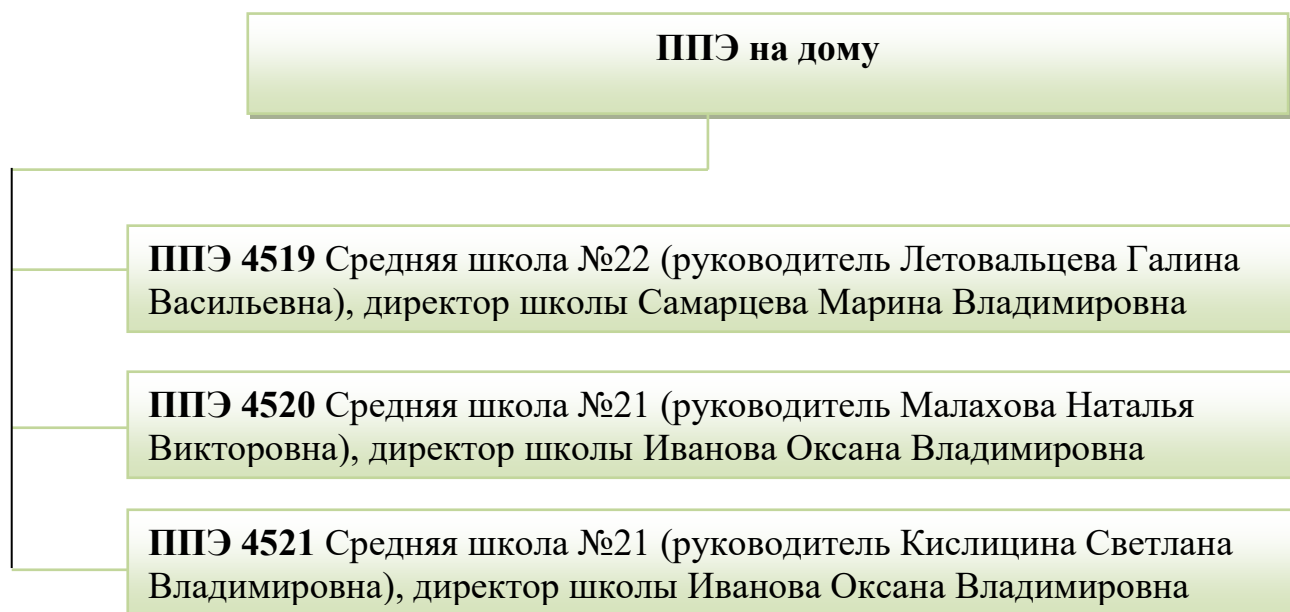 ППЭ на дому
ППЭ 4519 Средняя школа №22 (руководитель Летовальцева Галина
Васильевна), директор школы Самарцева Марина Владимировна
ППЭ 4520 Средняя школа №21 (руководитель Малахова Наталья
Викторовна), директор школы Иванова Оксана Владимировна
ППЭ 4521 Средняя школа №21 (руководитель Кислицина Светлана
Владимировна), директор школы Иванова Оксана Владимировна